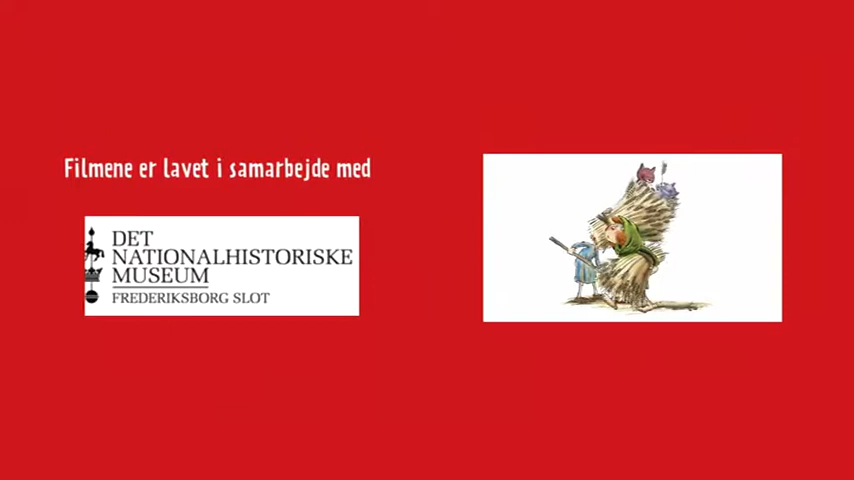 Filmene er lavet i samarbejde med
DET
NATIONALHISTORISKE
MUSEUM
FREDERIKSBORG SLOT